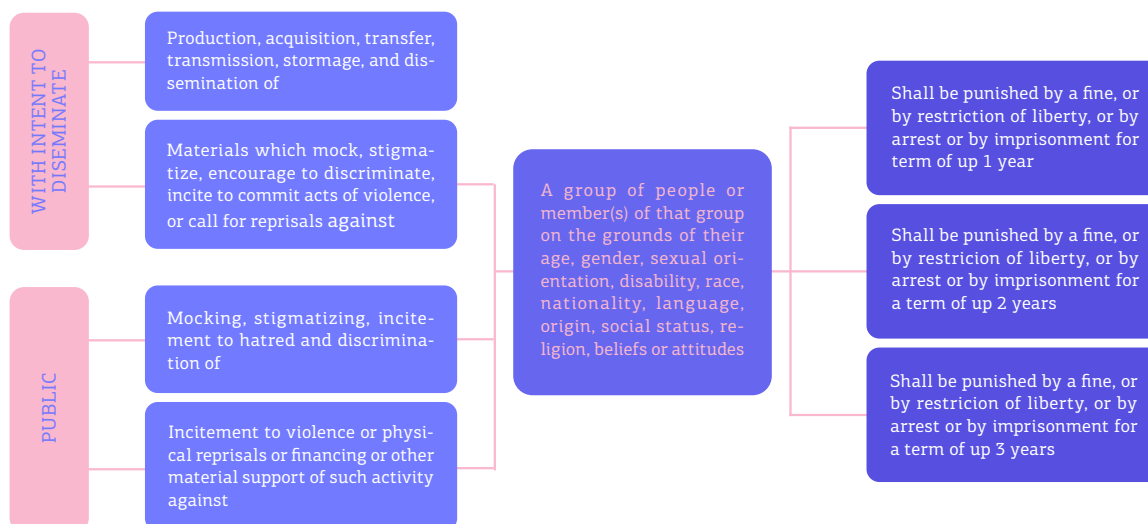 WITH INTENT TO
DISEMINATE
Production, acquisition, transfer,
transmission, stormage, and dis-
semination of
Materials which mock, stigma-
tize, encourage to discriminate,
incite to commit acts of violence,
or call for reprisals against
PUBLIC
Mocking, stigmatizing, incite-
ment to hatred and discrimina-
tion of
Incitement to violence or physi-
cal reprisals or financing or other
material support of such activity
against
A group of people or
member(s) of that group
on the grounds of their
age, gender, sexual ori-
entation, disability, race,
nationality, language,
origin, social status, re-
ligion, beliefs or attitudes
Shall be punished by a fine, or
by restriction of liberty, or by
arrest or by imprisonment for
term of up 1 year
Shall be punished by a fine, or
by restricion of liberty, or by
arrest or by imprisonment for
a term of up 2 years
Shall be punished by a fine, or
by restricion of liberty, or by
arrest or by imprisonment for
a term of up 3 years